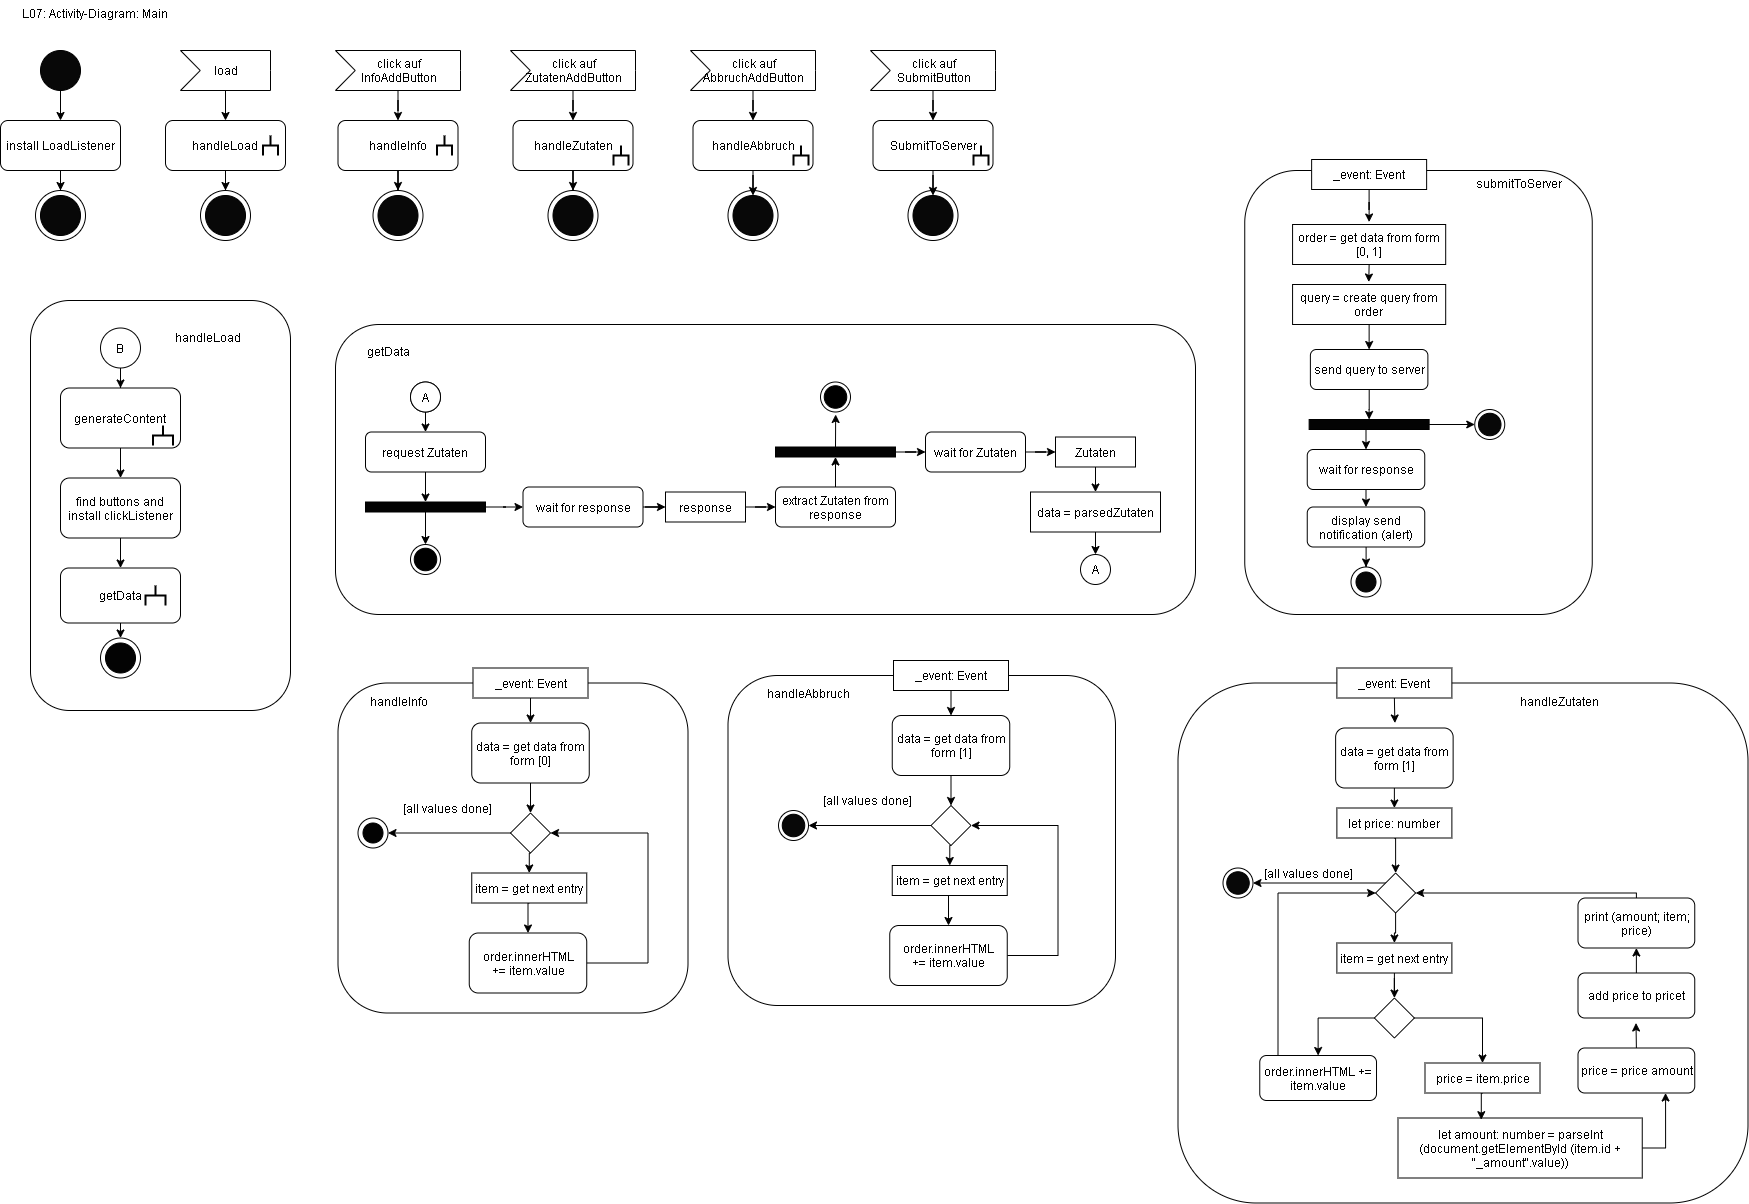 L07: Activity-Diagram: Main
load
click auf
InfoAddButton
click auf
ZutatenAddButton
click auf
AbbruchAddButton
click auf
SubmitButton
install LoadListener
handleLoad
handleInfo
handleZutaten
handleAbbruch
SubmitToServer
_event: Event
submitToServer
order = get data from form
[0, 1]
query = create query from
order
send query to server
wait for response
display send
notification (alert)
handleLoad
B
generateContent
find buttons and
install clickListener
getData
getData
A
request Zutaten
wait for response
response
extract Zutaten from
response
wait for Zutaten
Zutaten
data = parsedZutaten
A
_event: Event
handleInfo
data = get data from
form [0]
[all values done]
item = get next entry
order.innerHTML
+= item.value
_event: Event
handleAbbruch
data = get data from
form [1]
[all values done]
item = get next entry
order.innerHTML
+= item.value
_event: Event
handleZutaten
data = get data from
form [1]
let price: number
[all values done]
item = get next entry
order.innerHTML +=
item.value
price = item.price
let amount: number = parseInt
(document.getElementById (item.id +
"_amount".value))
price = price amount
add price to pricet
print (amount; item;
price)